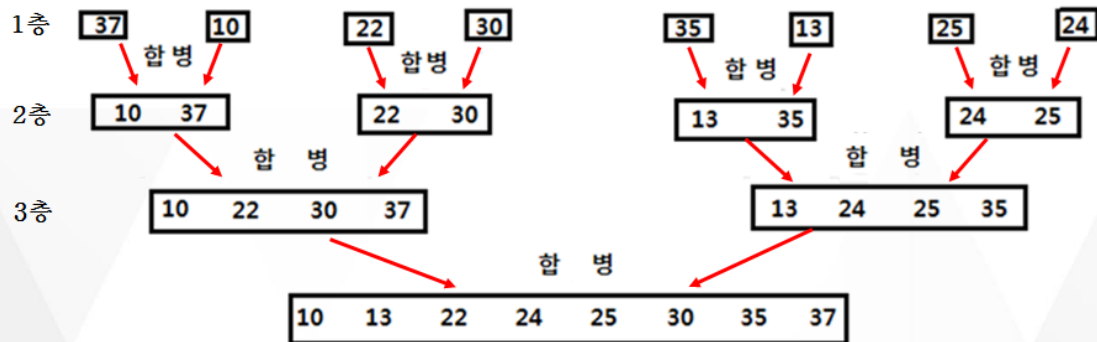 1층 37 10 22 30 35 13 25 24
합병 합병 합병 합병
2층 10 37 22 30 13 35 24 25
합 병 합 병
3층 10 22 30 37 13 24 25 35
합 병
10 13 22 24 25 30 35 37